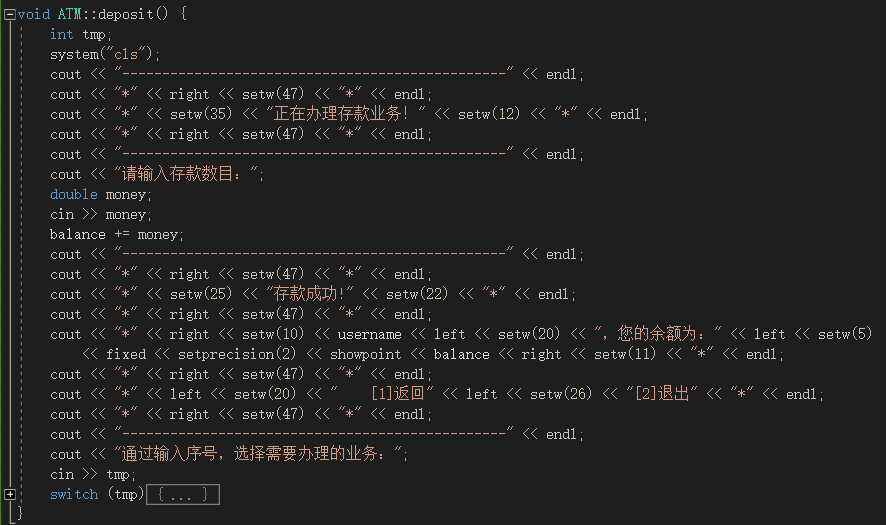 void ATM::deposit() {
int tmp;
system("cls");
cout << "------------------------------------------------" << endl;
cout << "*" << right << setw(47) << "*" << endl;
cout << "*" << setw(35) << "正在办理存款业务! " << setw(12) << "*" << endl;
cout << "*" << right << setw(47) << "*" << endl;
cout << "------------------------------------------------" << endl;
cout << "请输入存款数目：";
double money;
cin >> money;
balance += money;
cout << "------------------------------------------------" << endl;
cout << "*" << right << setw(47) << "*" << endl;
cout << "*" << setw(25) << "存款成功!" << setw(22) << "*" << endl;
cout << "*" << right << setw(47) << "*" << endl;
cout << "*" << right << setw(10) << username << left << setw(20) << "，您的余额为：" << left << setw(5)
<< fixed << setprecision(2) << showpoint << balance << right << setw(11) << "*" << endl;
cout << "*" << right << setw(47) << "*" << endl;
cout << "*" << left << setw(20) << "    [1]返回" << left << setw(26) << "[2]退出" << "*" << endl;
cout << "*" << right << setw(47) << "*" << endl;
cout << "------------------------------------------------" << endl;
cout << "通过输入序号，选择需要办理的业务：";
cin >> tmp;
switch (tmp) { ... }
}